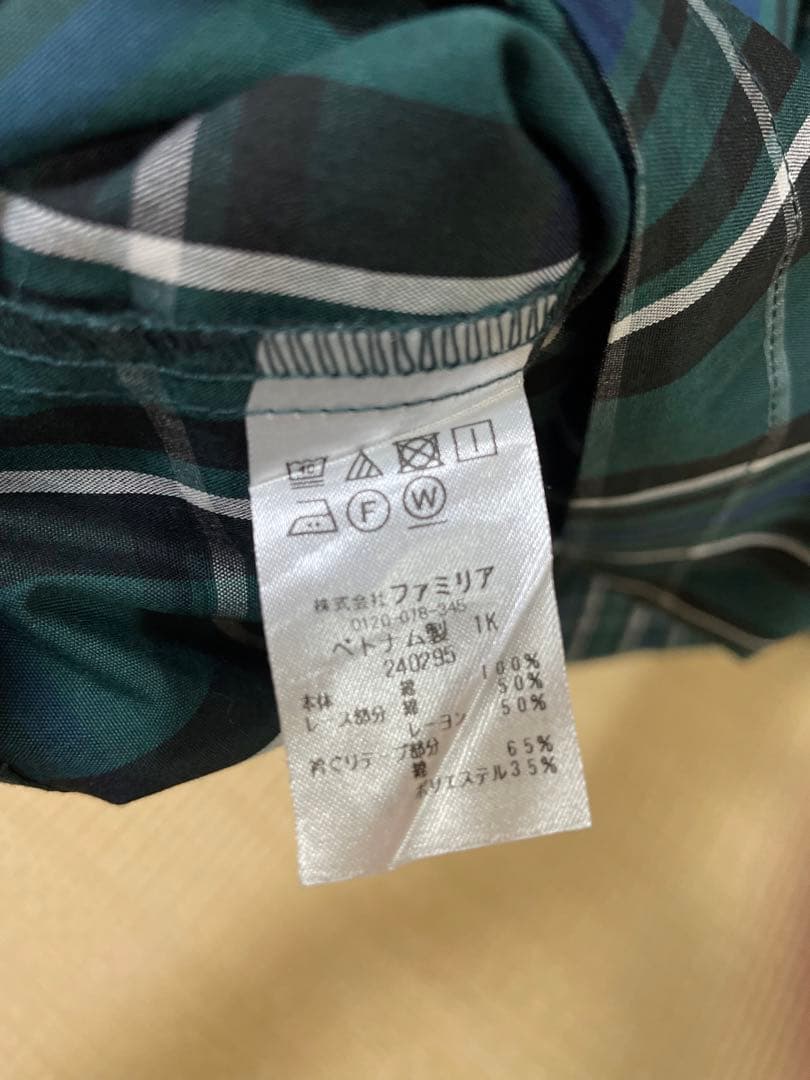 40
F W
株式会社 ファミリア
0120-078-345
ベトナム製 1K
240295
本体 綿 100%
レース部分 綿 50%
レーヨン 50%
衿ぐりテープ部分
綿 65%
ポリエステル 35%